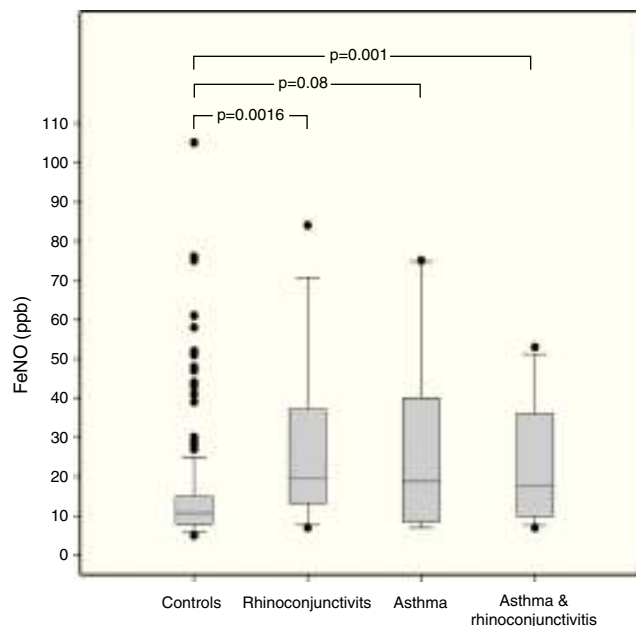 p=0.001
p=0.08
p=0.0016
110
100
90
80
70
60
50
40
30
20
10
0
FeNO (ppb)
Controls
Rhinoconjunctivits
Asthma
Asthma &
rhinoconjunctivitis